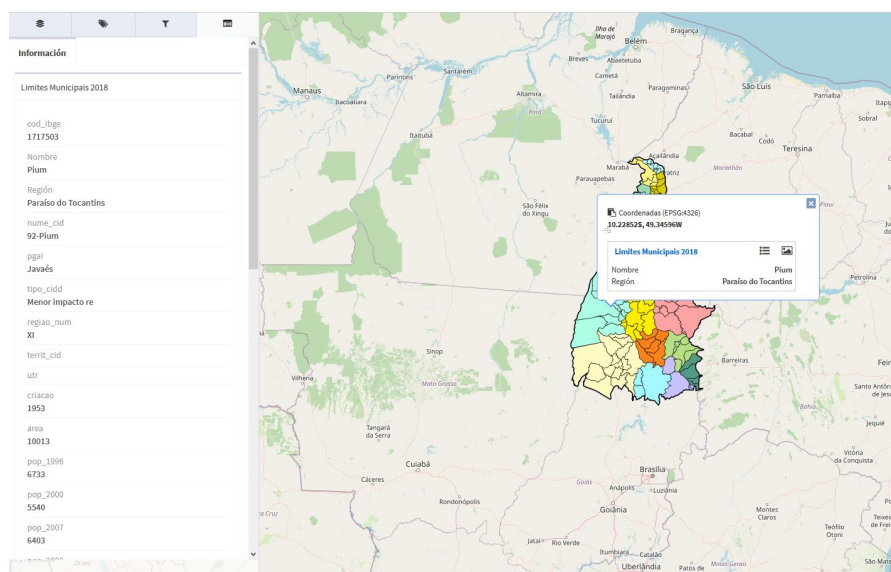 Información
Limites Municipais 2018
cod_ibge
1717503
Nombre
Pium
Región
Paraíso do Tocantins
nume_cid
92-Pium
pgai
Javaés
tipo_cidd
Menor impacto re
regiao_num
XI
territ_cid
utr
criacao
1953
area
10013
pop_1996
6733
pop_2000
5540
pop_2007
6403
Coordenadas (EPSG:4326)
10.22852S, 49.34596W
Limites Municipais 2018
Nombre Pium
Región Paraíso do Tocantins
Ilha de
Marajó
Bragança
Belém
Breves
Abaetetuba
Cametá
Santarém
Parintins
Manaus
Itacoatiara
Altamira
Pará
Tailândia
Paragominas
São Luís
Parnaíba
Sobral
Tucuruí
Itaituba
Bacabal
Codó
Teresina
Açailândia
Marabá
Maranhão
Parauapebas
São Félix
do Xingu
Piauí
Petrolina
Sinop
Vilhena
Mato Grosso
Barreiras
Bahia
Tangará
da Serra
Jequié
Vitória
da Conquista
Cuiabá
Cáceres
Brasília
Goiás
Anápolis
Luziânia
Goiânia
Rondonópolis
Montes
Claros
Teófilo
Otoni
Jataí
Rio Verde
Itumbiara
Catalão
Uberlândia
Patos de
Minas Gerais